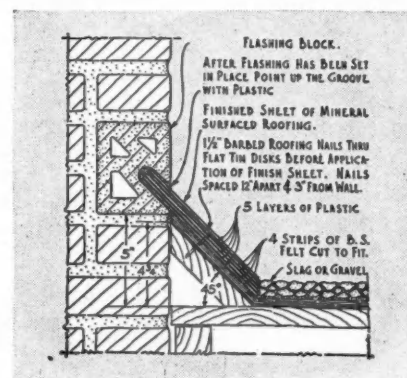 FLASHING BLOCK.
AFTER FLASHING HAS BEEN SET
IN PLACE POINT UP THE GROOVE
WITH PLASTIC
FINISHED SHEET OF MINERAL
SURFACED ROOFING.
1½" BARBED ROOFING NAILS THRU
FLAT TIN DISKS BEFORE APPLICA-
TION OF FINISH SHEET. NAILS
SPACED 12" APART & 3" FROM WALL.
5 LAYERS OF PLASTIC
4 STRIPS OF B.S.
FELT CUT TO FIT.
SLAG OR GRAVEL
5"
45°